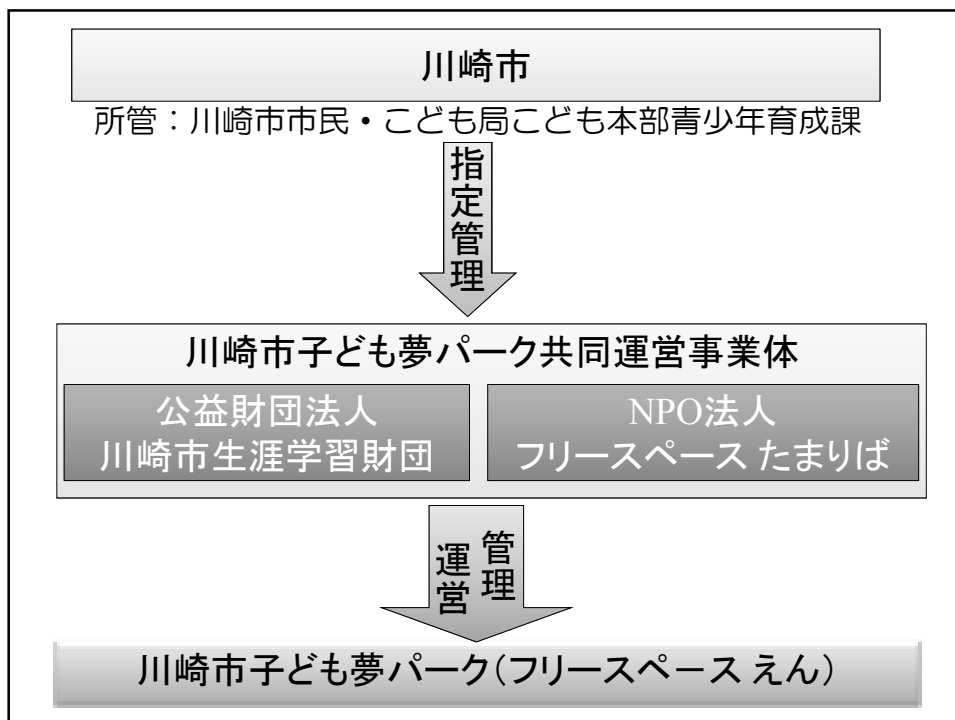 川崎市
所管：川崎市市民・こども局こども本部青少年育成課
指定管理
川崎市子ども夢パーク共同運営事業体
公益財団法人
川崎市生涯学習財団
NPO法人
フリースペース たまりば
管理
運営
川崎市子ども夢パーク（フリースペース えん）